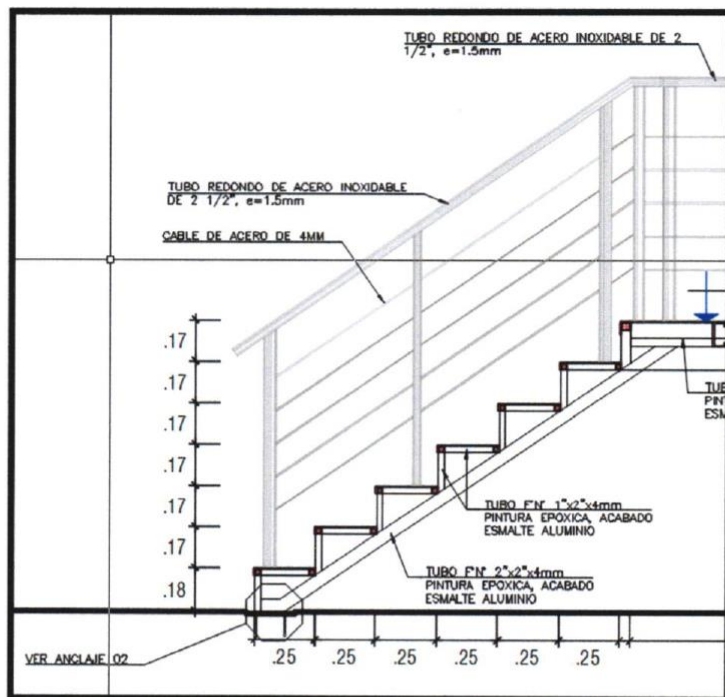 TUBO REDONDO DE ACERO INOXIDABLE DE 2
1/2", e=1.5mm
TUBO REDONDO DE ACERO INOXIDABLE
DE 2 1/2", e=1.5mm
CABLE DE ACERO DE 4MM
.17
.17
.17
.17
.17
.17
.18
TUBO F'N' 1"x2"x4mm
PINTURA EPOXICA, ACABADO
ESMALTE ALUMINIO
TUBO F'N' 2"x2"x4mm
PINTURA EPOXICA, ACABADO
ESMALTE ALUMINIO
VER ANCLAJE 02
.25
.25
.25
.25
.25
.25